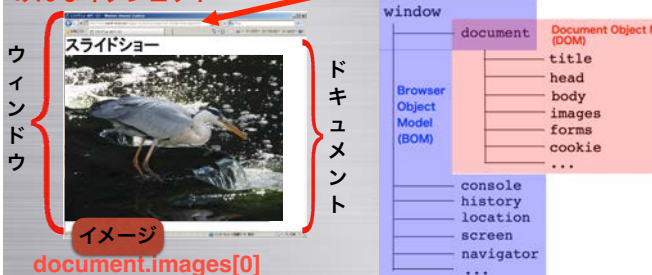 スライドショー
ウィンドウ
ドキュメント
イメージ
document.images[0]
window
document
Document Object M
(DOM)
title
head
body
images
forms
cookie
...
Browser
Object
Model
(BOM)
console
history
location
screen
navigator
...